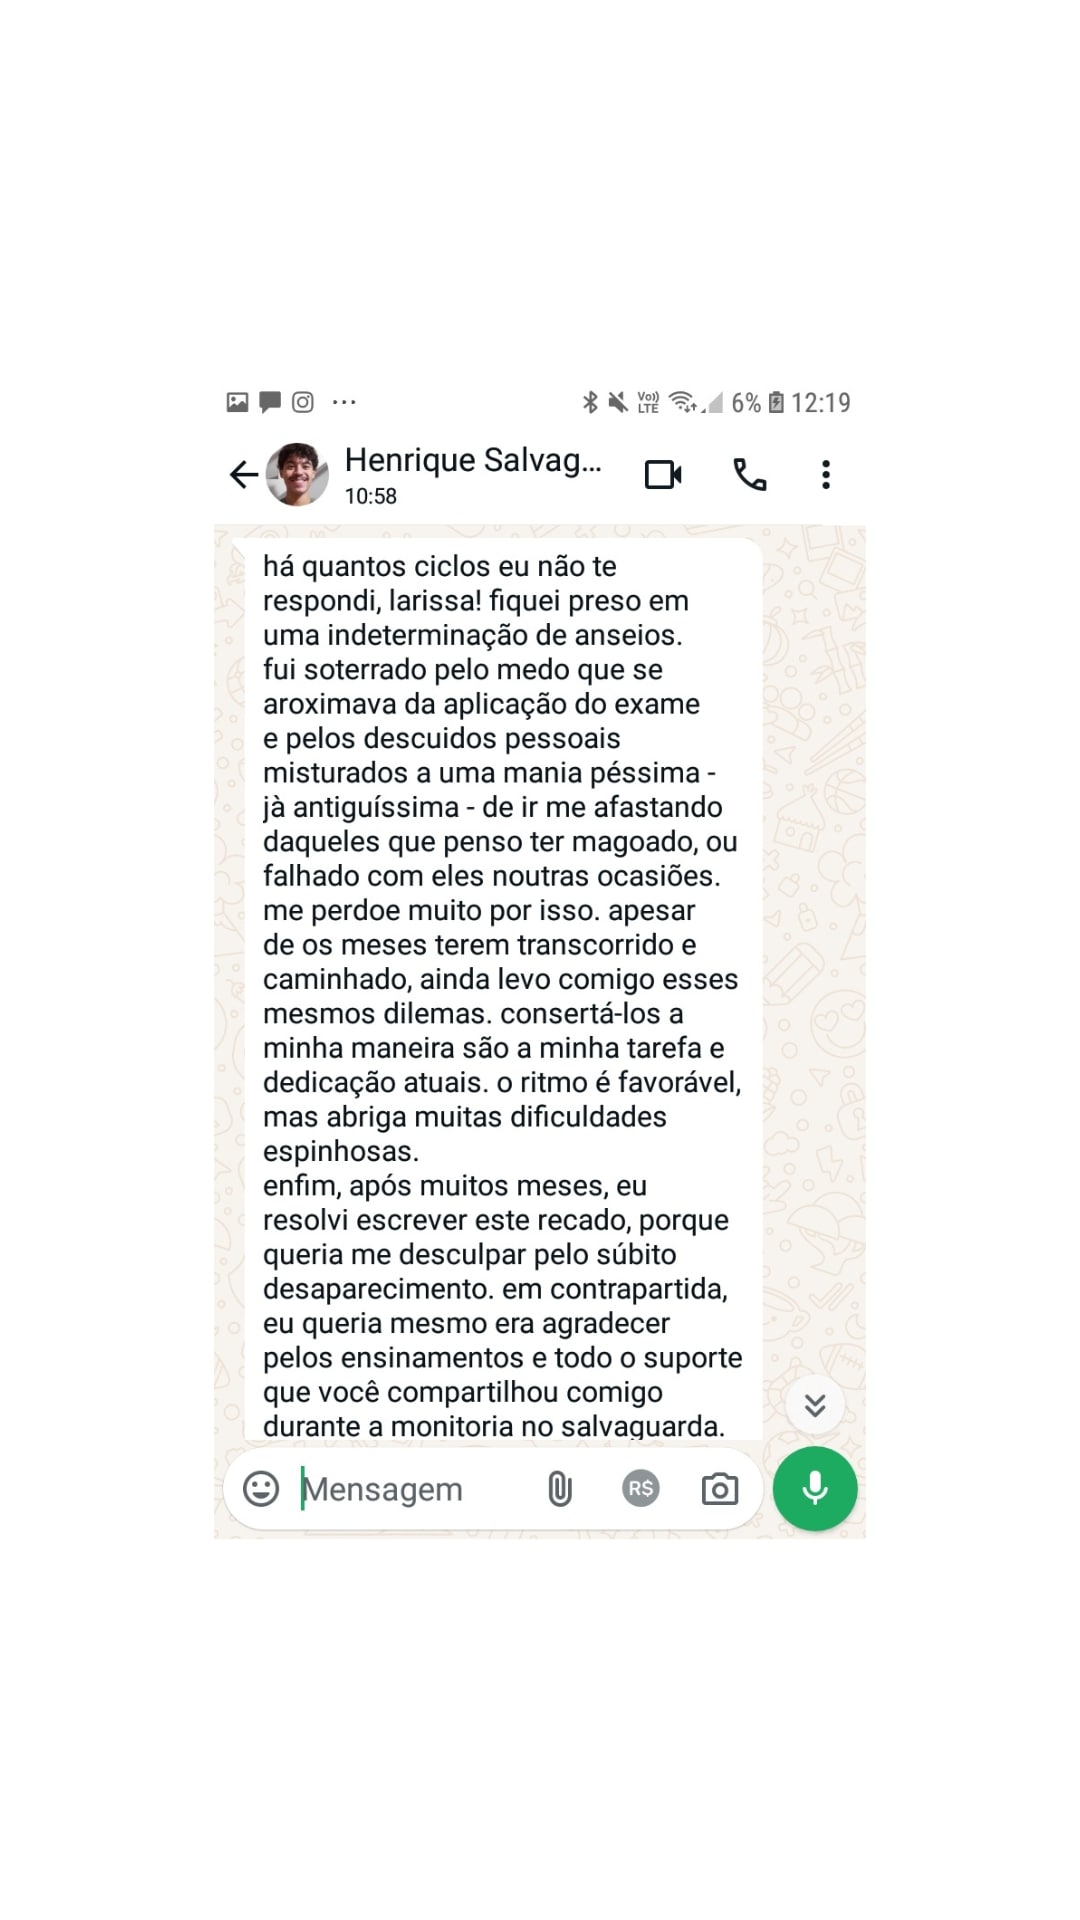 6% 12:19
Henrique Salvag...
10:58
há quantos ciclos eu não te
respondi, larissa! fiquei preso em
uma indeterminação de anseios.
fui soterrado pelo medo que se
aroximava da aplicação do exame
e pelos descuidos pessoais
misturados a uma mania péssima -
jà antiguíssima - de ir me afastando
daqueles que penso ter magoado, ou
falhado com eles noutras ocasiões.
me perdoe muito por isso. apesar
de os meses terem transcorrido e
caminhado, ainda levo comigo esses
mesmos dilemas. consertá-los a
minha maneira são a minha tarefa e
dedicação atuais. o ritmo é favorável,
mas abriga muitas dificuldades
espinhosas.
enfim, após muitos meses, eu
resolvi escrever este recado, porque
queria me desculpar pelo súbito
desaparecimento. em contrapartida,
eu queria mesmo era agradecer
pelos ensinamentos e todo o suporte
que você compartilhou comigo
durante a monitoria no salvaguarda.
Mensagem R$